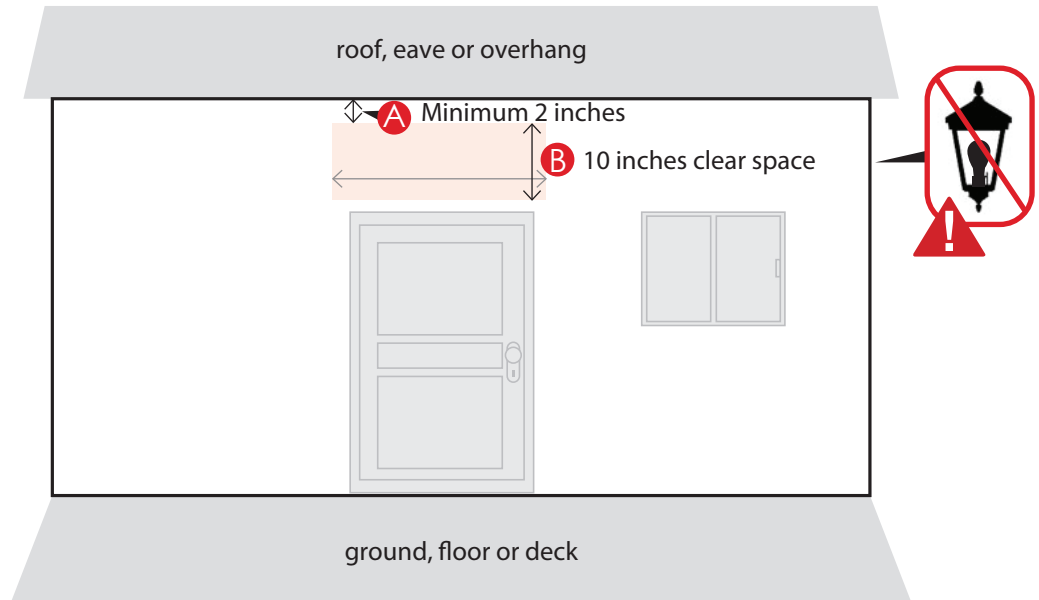 roof, eave or overhang
A Minimum 2 inches
B 10 inches clear space
!
ground, floor or deck